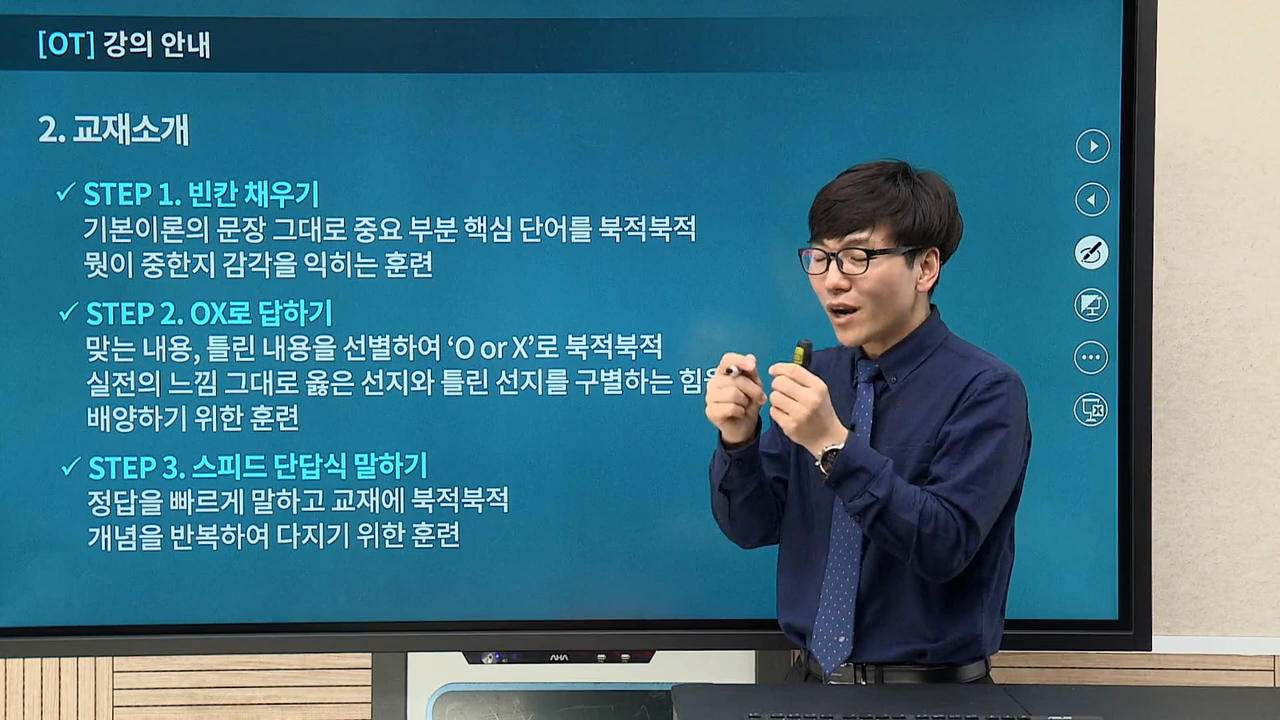 [OT] 강의 안내
2. 교재소개
✓ STEP 1. 빈칸 채우기
기본이론의 문장 그대로 중요 부분 핵심 단어를 북적북적
뭣이 중한지 감각을 익히는 훈련
✓ STEP 2. OX로 답하기
맞는 내용, 틀린 내용을 선별하여 ‘O or X’로 북적북적
실전의 느낌 그대로 옳은 선지와 틀린 선지를 구별하는 힘을
배양하기 위한 훈련
✓ STEP 3. 스피드 단답식 말하기
정답을 빠르게 말하고 교재에 북적북적
개념을 반복하여 다지기 위한 훈련
AHA